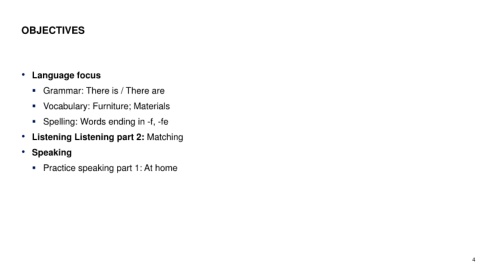 OBJECTIVES
• Language focus
▪ Grammar: There is / There are
▪ Vocabulary: Furniture; Materials
▪ Spelling: Words ending in -f, -fe
• Listening Listening part 2: Matching
• Speaking
▪ Practice speaking part 1: At home
4